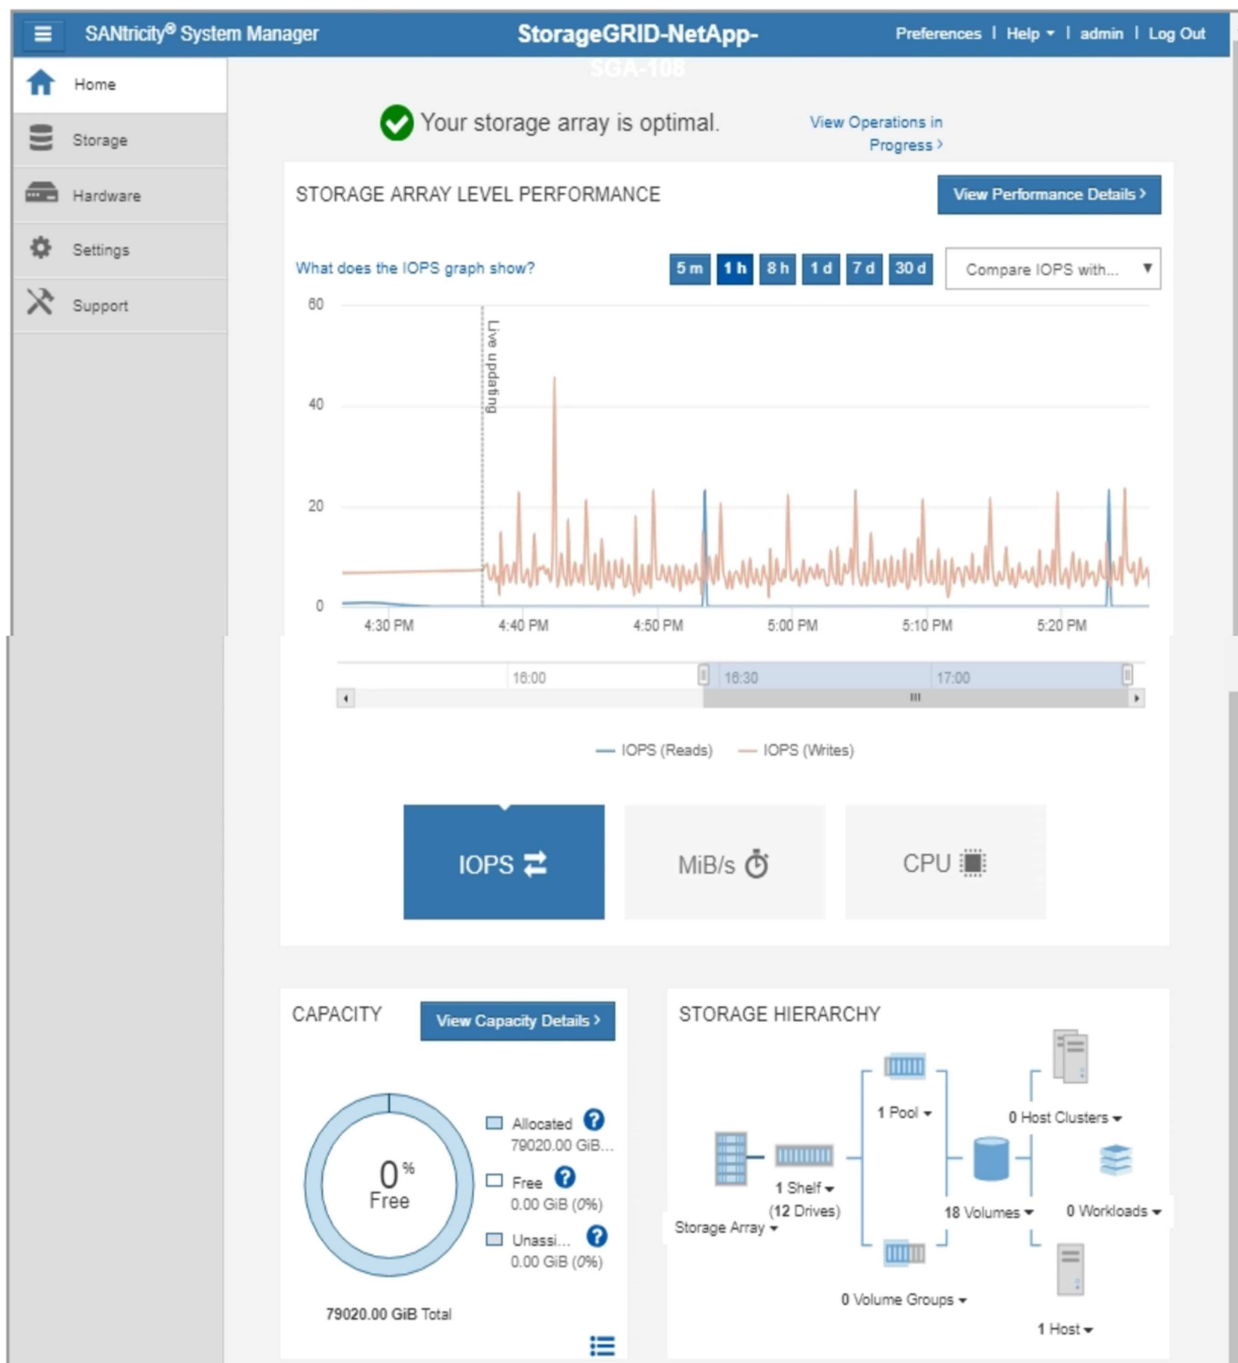 SANtricity® System Manager
StorageGRID-NetApp-
SGA-108
Preferences | Help | admin | Log Out
Home
Storage
Hardware
Settings
Support
Your storage array is optimal.
View Operations in
Progress >
STORAGE ARRAY LEVEL PERFORMANCE
View Performance Details >
What does the IOPS graph show?
5 m 1 h 8 h 1 d 7 d 30 d
Compare IOPS with...
60
40
20
0
Live updating
4:30 PM 4:40 PM 4:50 PM 5:00 PM 5:10 PM 5:20 PM
16:00 16:30 17:00
IOPS (Reads) IOPS (Writes)
IOPS
MiB/s
CPU
CAPACITY
View Capacity Details >
0%
Free
Allocated
79020.00 GiB...
Free
0.00 GiB (0%)
Unassi...
0.00 GiB (0%)
79020.00 GiB Total
STORAGE HIERARCHY
Storage Array
1 Shelf
(12 Drives)
1 Pool
0 Volume Groups
18 Volumes
0 Host Clusters
0 Workloads
1 Host